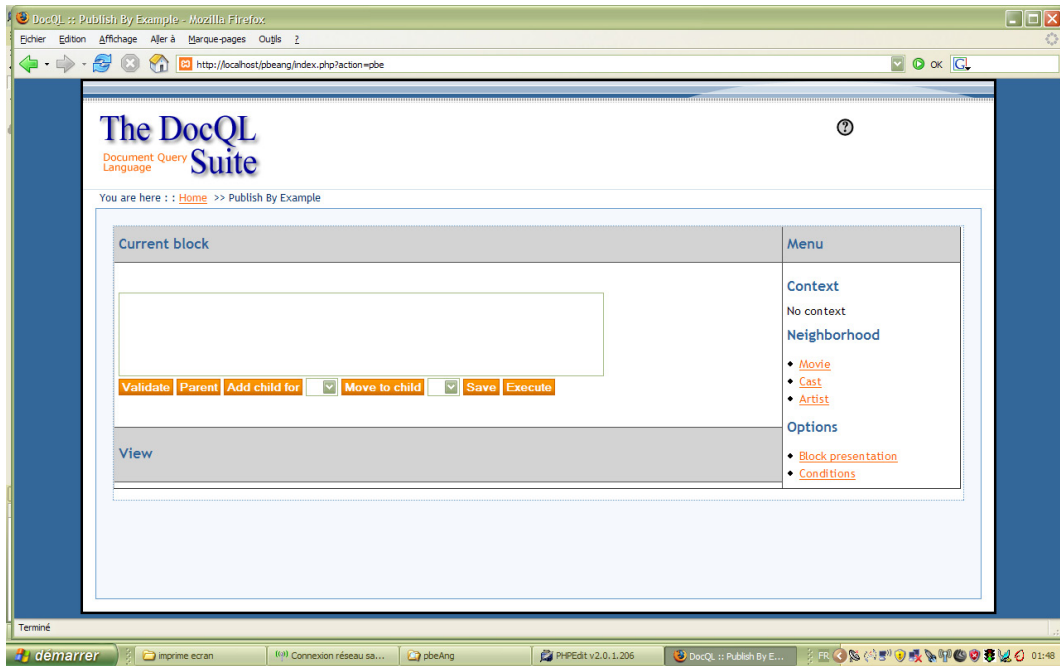 DocQL :: Publish By Example - Mozilla Firefox
Fichier Edition Affichage Aller à Marque-pages Outils ?
http://localhost/pbeang/index.php?action=pbe OK G
The DocQL
Document Query
Language
Suite
?
You are here : : Home >> Publish By Example
Current block
Menu
Context
No context
Neighborhood
Movie
Cast
Artist
Validate Parent Add child for Move to child Save Execute
Options
View
Block presentation
Conditions
Terminé
démarrer imprime ecran Connexion réseau sa... pbeAng PHPEdit v2.0.1.206 DocQL :: Publish By E... FR 01:48